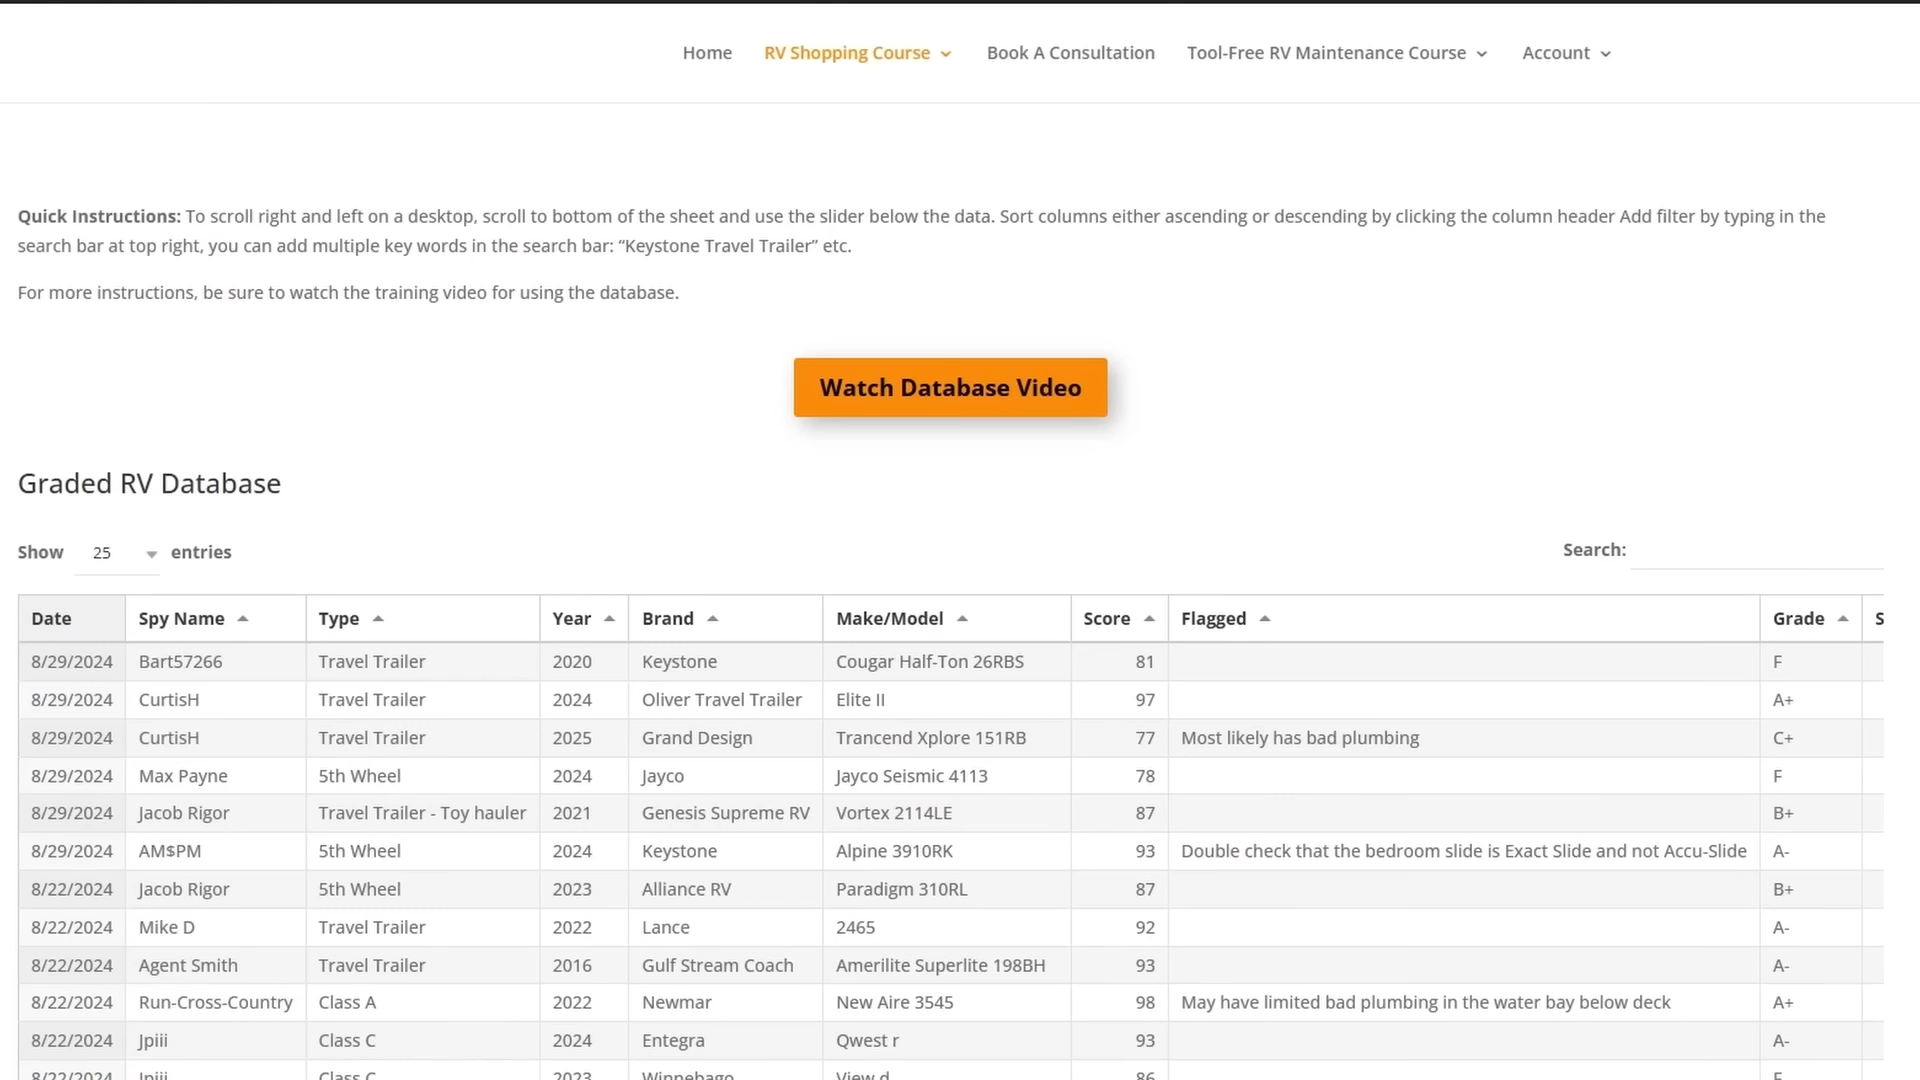 Home RV Shopping Course Book A Consultation Tool-Free RV Maintenance Course Account
Quick Instructions: To scroll right and left on a desktop, scroll to bottom of the sheet and use the slider below the data. Sort columns either ascending or descending by clicking the column header Add filter by typing in the
search bar at top right, you can add multiple key words in the search bar: “Keystone Travel Trailer” etc.
For more instructions, be sure to watch the training video for using the database.
Watch Database Video
Graded RV Database
Show 25 entries Search:
Date Spy Name Type Year Brand Make/Model Score Flagged Grade S
8/29/2024 Bart57266 Travel Trailer 2020 Keystone Cougar Half-Ton 26RBS 81 F
8/29/2024 CurtisH Travel Trailer 2024 Oliver Travel Trailer Elite II 97 A+
8/29/2024 CurtisH Travel Trailer 2025 Grand Design Trancend Xplore 151RB 77 Most likely has bad plumbing C+
8/29/2024 Max Payne 5th Wheel 2024 Jayco Jayco Seismic 4113 78 F
8/29/2024 Jacob Rigor Travel Trailer - Toy hauler 2021 Genesis Supreme RV Vortex 2114LE 87 B+
8/29/2024 AM$PM 5th Wheel 2024 Keystone Alpine 3910RK 93 Double check that the bedroom slide is Exact Slide and not Accu-Slide A-
8/22/2024 Jacob Rigor 5th Wheel 2023 Alliance RV Paradigm 310RL 87 B+
8/22/2024 Mike D Travel Trailer 2022 Lance 2465 92 A-
8/22/2024 Agent Smith Travel Trailer 2016 Gulf Stream Coach Amerilite Superlite 198BH 93 A-
8/22/2024 Run-Cross-Country Class A 2022 Newmar New Aire 3545 98 May have limited bad plumbing in the water bay below deck A+
8/22/2024 Jpiii Class C 2024 Entegra Qwest r 93 A-
8/22/2024 Jpiii Class C 2023 Winnebago View d 86